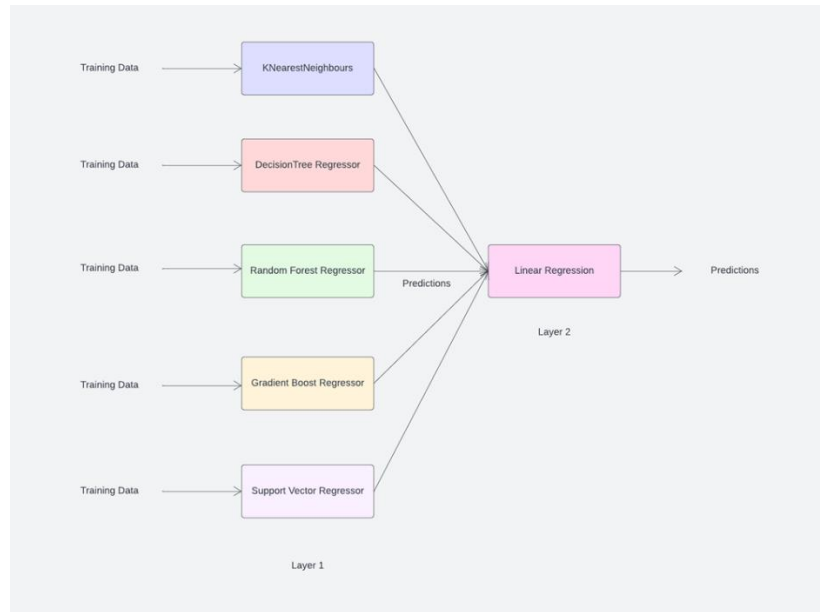 Training Data
KNearestNeighbours
Training Data
DecisionTree Regressor
Training Data
Random Forest Regressor
Predictions
Linear Regression
Predictions
Layer 2
Training Data
Gradient Boost Regressor
Training Data
Support Vector Regressor
Layer 1